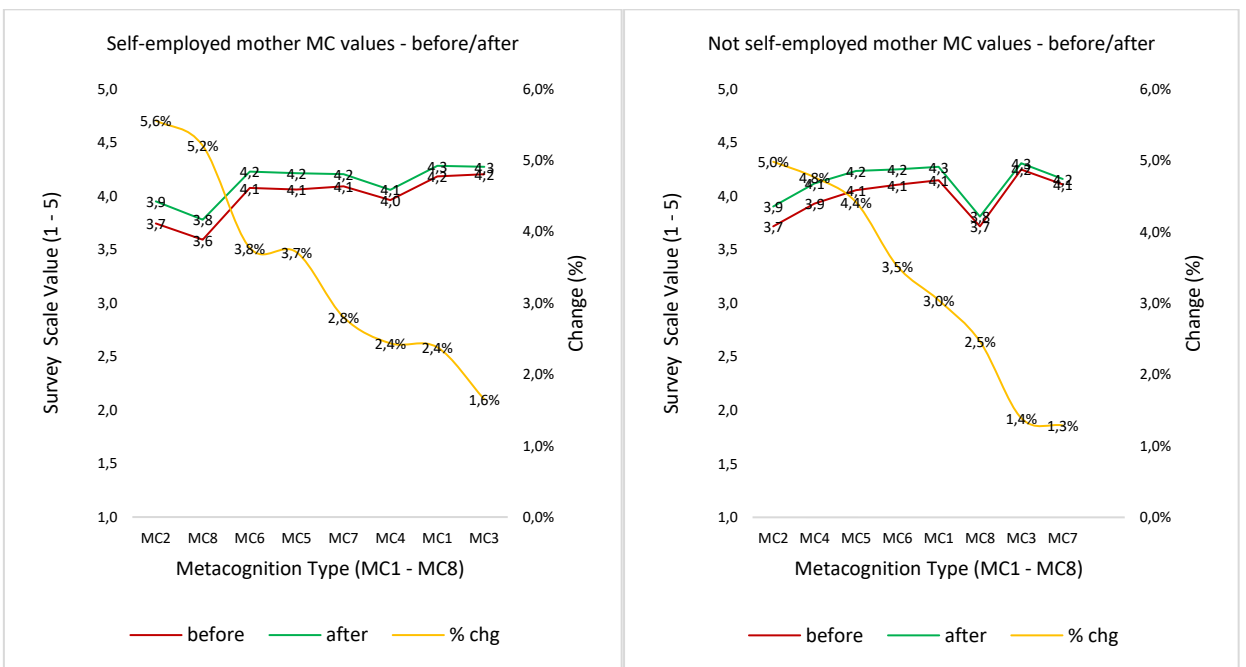 Self-employed mother MC values - before/after
5,0
4,5
4,0
3,5
3,0
2,5
2,0
1,5
1,0
Survey Scale Value (1 - 5)
6,0%
5,0%
4,0%
3,0%
2,0%
1,0%
0,0%
Change (%)
5,6% 5,2% 3,8% 3,7% 2,8% 2,4% 2,4% 1,6%
3,9 3,8 4,2 4,2 4,2 4,1 4,3 4,3
3,7 3,6 4,1 4,1 4,1 4,0 4,2 4,2
MC2 MC8 MC6 MC5 MC7 MC4 MC1 MC3
Metacognition Type (MC1 - MC8)
before after % chg
Not self-employed mother MC values - before/after
5,0
4,5
4,0
3,5
3,0
2,5
2,0
1,5
1,0
Survey Scale Value (1 - 5)
6,0%
5,0%
4,0%
3,0%
2,0%
1,0%
0,0%
Change (%)
5,0% 4,8% 4,4% 3,5% 3,0% 2,5% 1,4% 1,3%
3,9 4,1 4,2 4,2 4,3 3,8 4,3 4,2
3,7 3,9 4,1 4,1 4,1 3,7 4,2 4,1
MC2 MC4 MC5 MC6 MC1 MC8 MC3 MC7
Metacognition Type (MC1 - MC8)
before after % chg